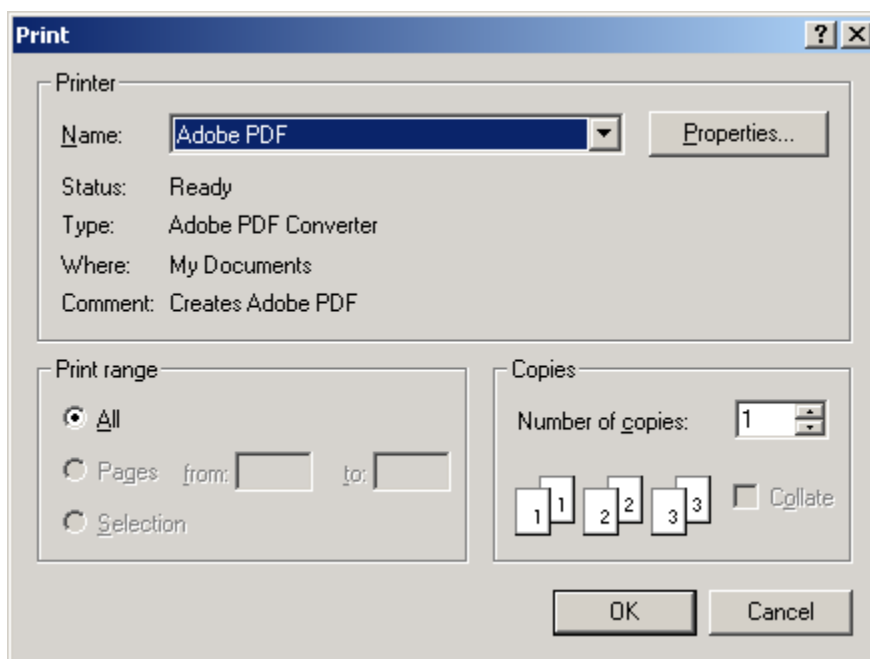 Print
Printer
Name: Adobe PDF Properties...
Status: Ready
Type: Adobe PDF Converter
Where: My Documents
Comment: Creates Adobe PDF
Print range
All
Pages from: to:
Selection
Copies
Number of copies: 1
1 1 2 2 3 3 Collate
OK Cancel